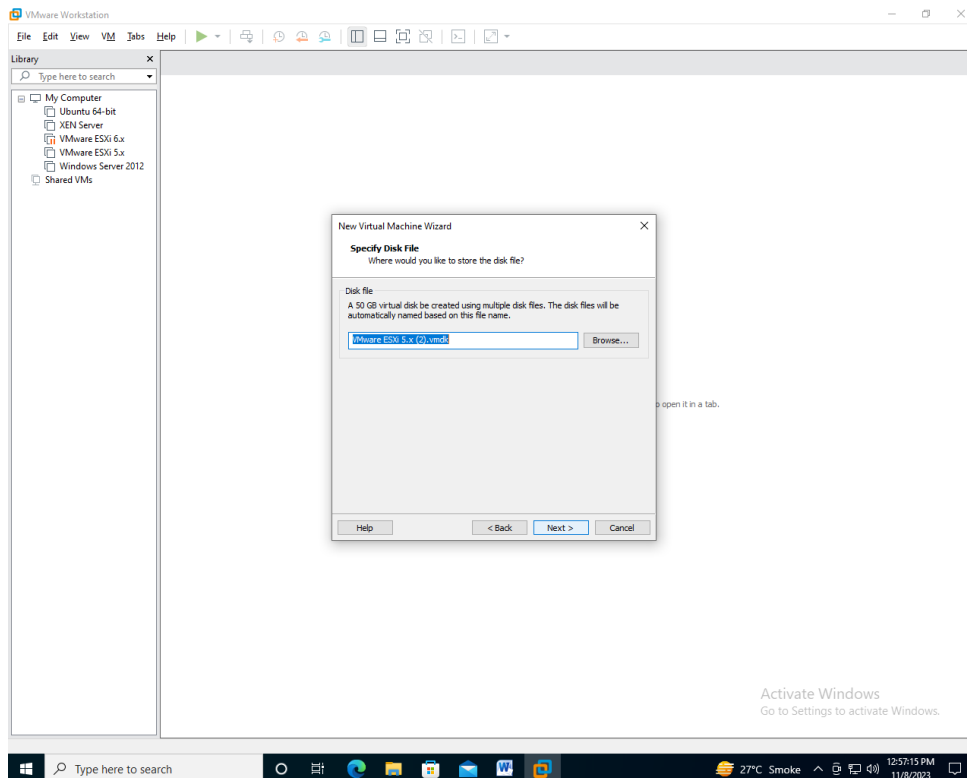 VMware Workstation
File Edit View VM Tabs Help
Library
Type here to search
My Computer
Ubuntu 64-bit
XEN Server
VMware ESXi 6.x
VMware ESXi 5.x
Windows Server 2012
Shared VMs
New Virtual Machine Wizard
Specify Disk File
Where would you like to store the disk file?
Disk file
A 50 GB virtual disk be created using multiple disk files. The disk files will be
automatically named based on this file name.
VMware ESXi 5.x (2).vmdk
Browse...
o open it in a tab.
Help
< Back
Next >
Cancel
Activate Windows
Go to Settings to activate Windows.
Type here to search
27°C Smoke
12:57:15 PM
11/8/2023